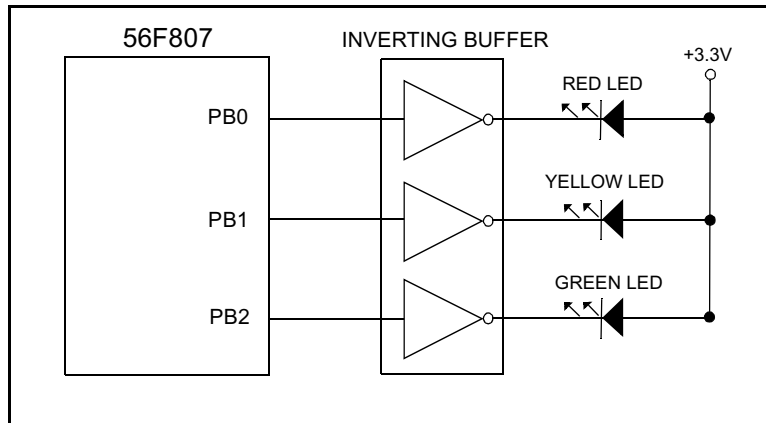 56F807
INVERTING BUFFER
+3.3V
RED LED
PB0
YELLOW LED
PB1
GREEN LED
PB2